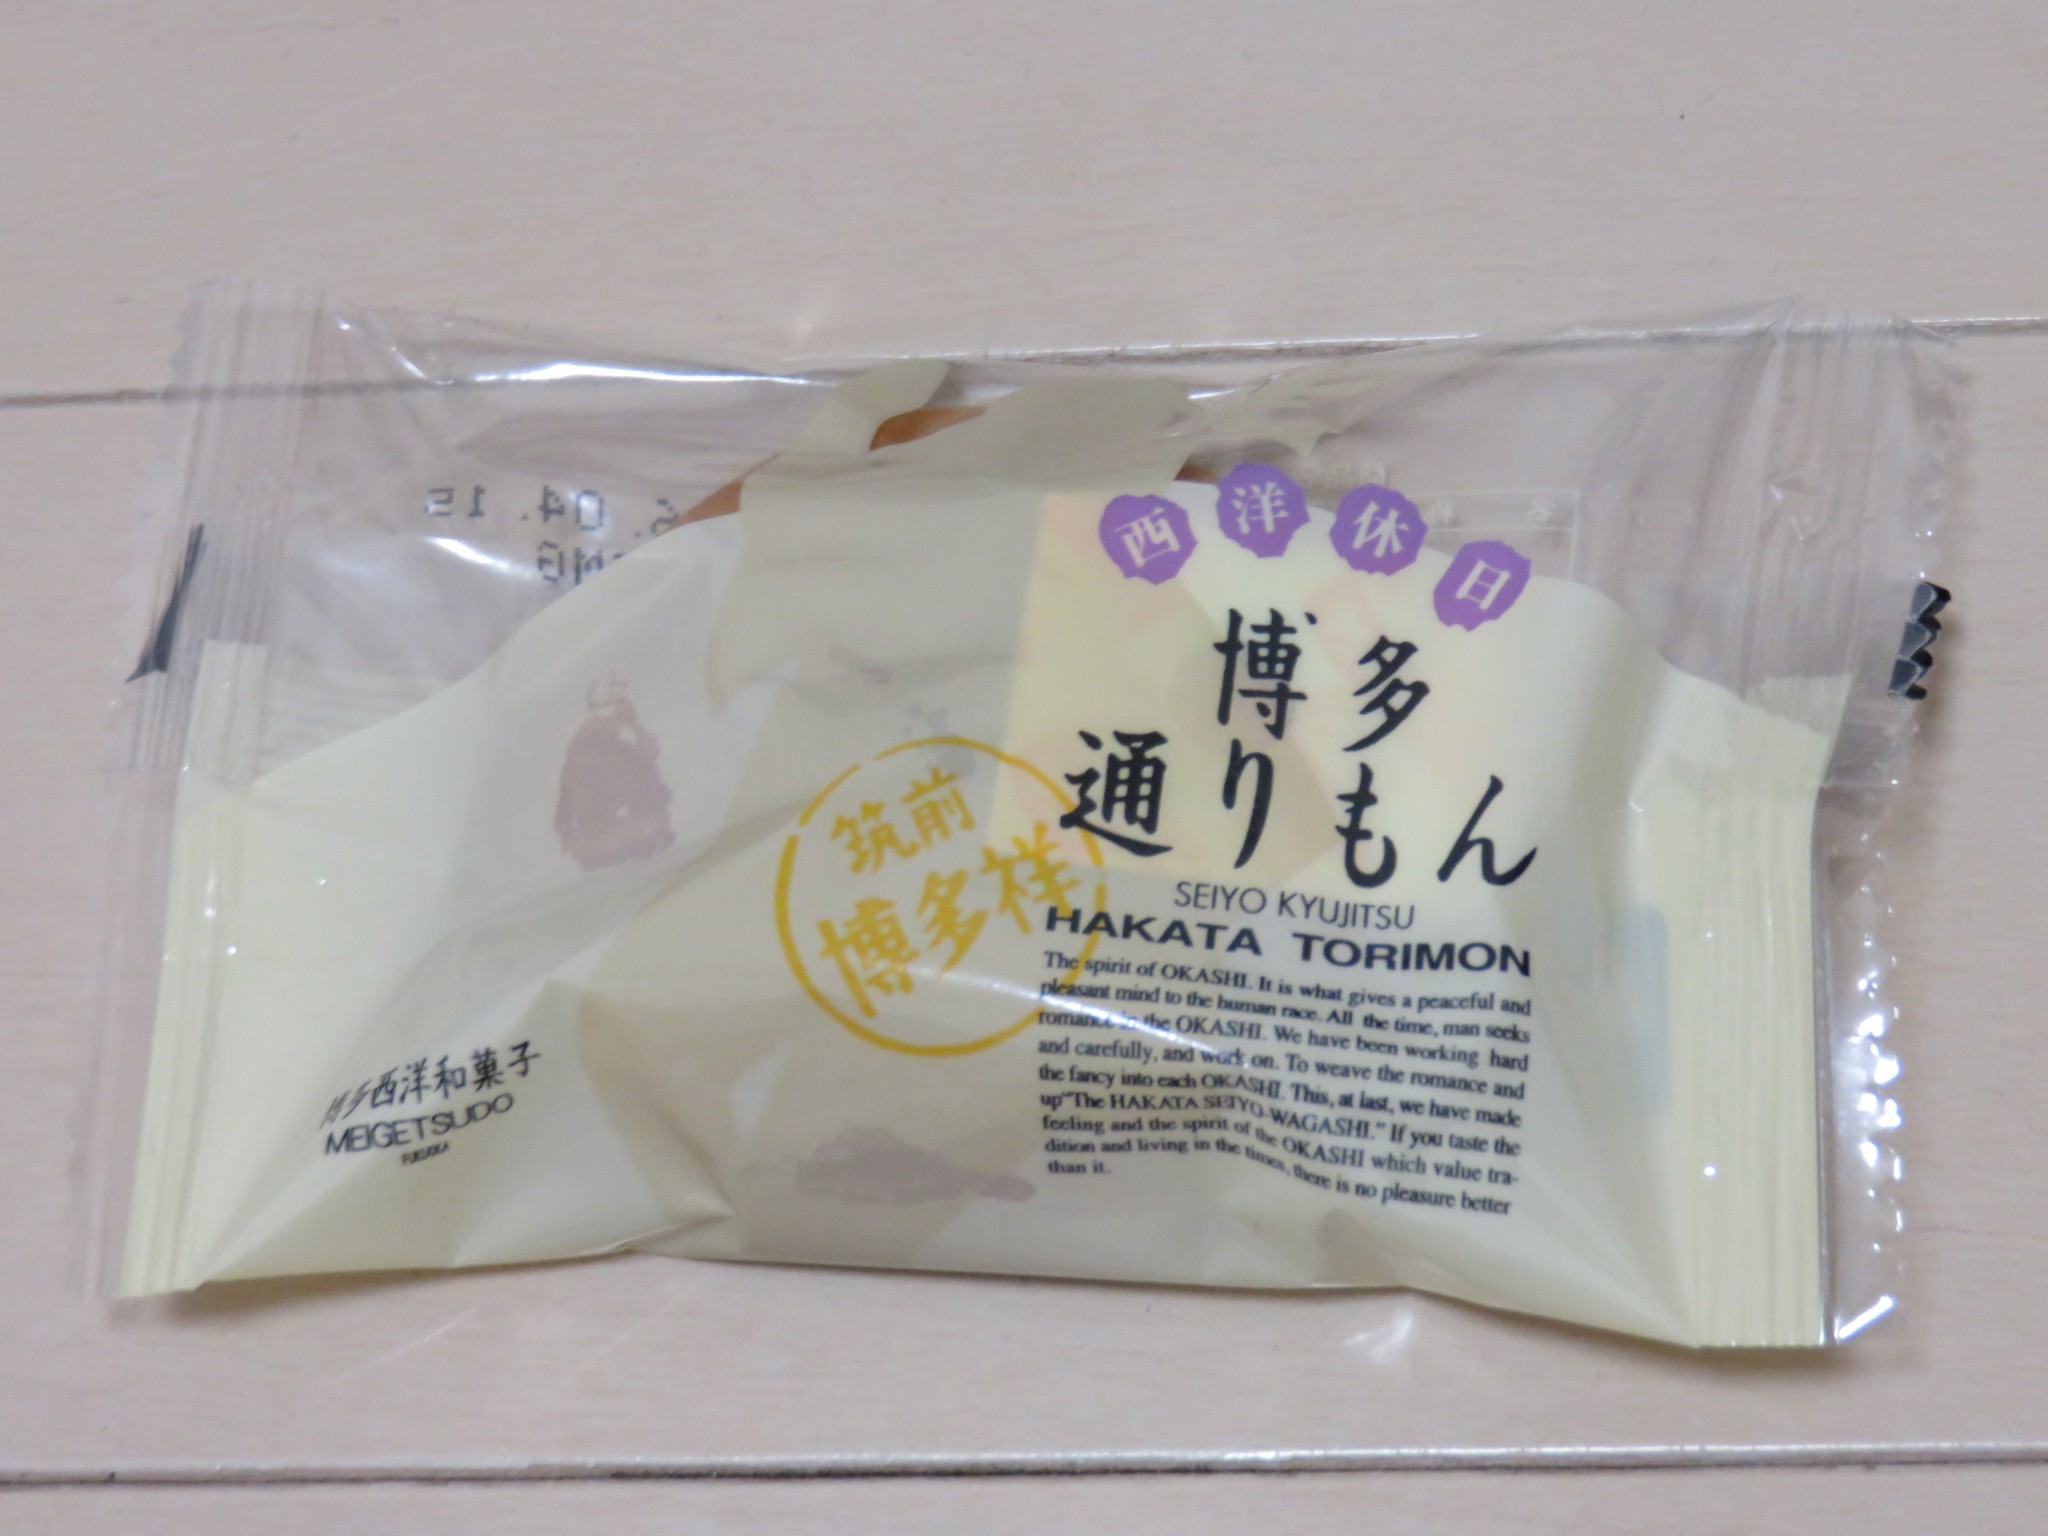 西洋休日
博多
通りもん
SEIYO KYUJITSU
HAKATA TORIMON
The spirit of OKASHI. It is what gives a peaceful and
pleasant mind to the human race. All the time, man seeks
romance in the OKASHI. We have been working hard
and carefully, and work on. To weave the romance and
the fancy into each OKASHI. This, at last, we have made
up"The HAKATA SEIYO-WAGASHI." If you taste the
feeling and the spirit of the OKASHI which value tra-
dition and living in the times, there is no pleasure better
than it.
筑前
博多祥
博多西洋和菓子
MEIGETSUDO
FUKUOKA
04. 15